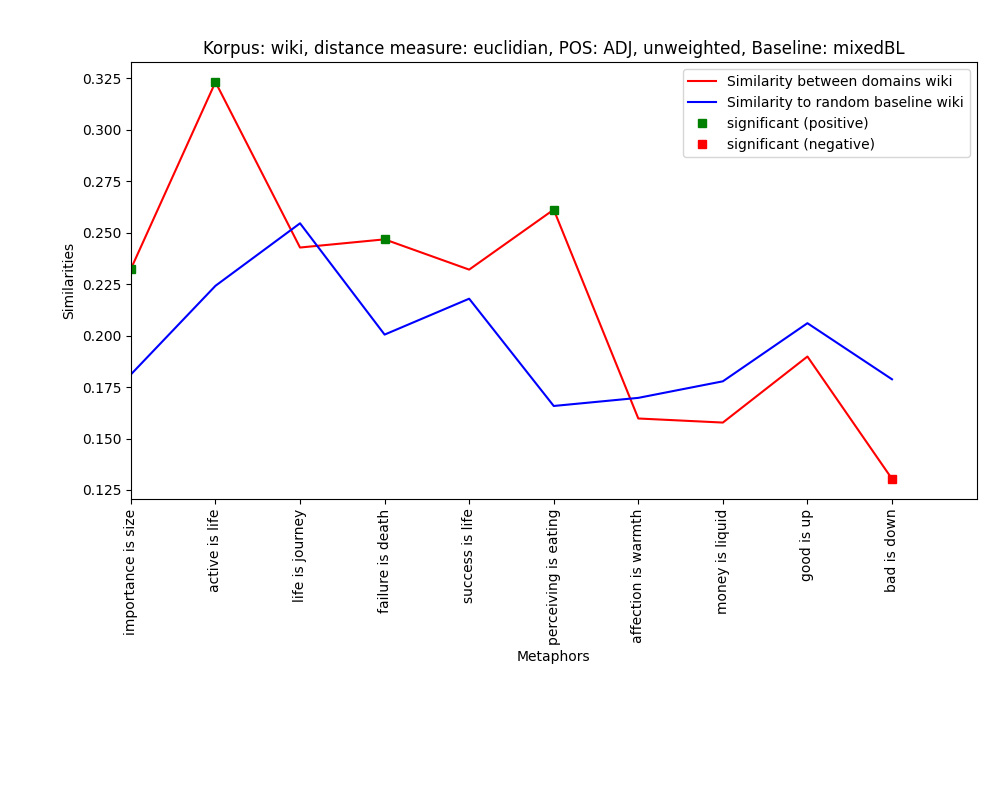 Korpus: wiki, distance measure: euclidian, POS: ADJ, unweighted, Baseline: mixedBL
Similarity between domains wiki
Similarity to random baseline wiki
significant (positive)
significant (negative)
0.325
0.300
0.275
0.250
0.225
0.200
0.175
0.150
0.125
Similarities
importance is size
active is life
life is journey
failure is death
success is life
perceiving is eating
affection is warmth
money is liquid
good is up
bad is down
Metaphors